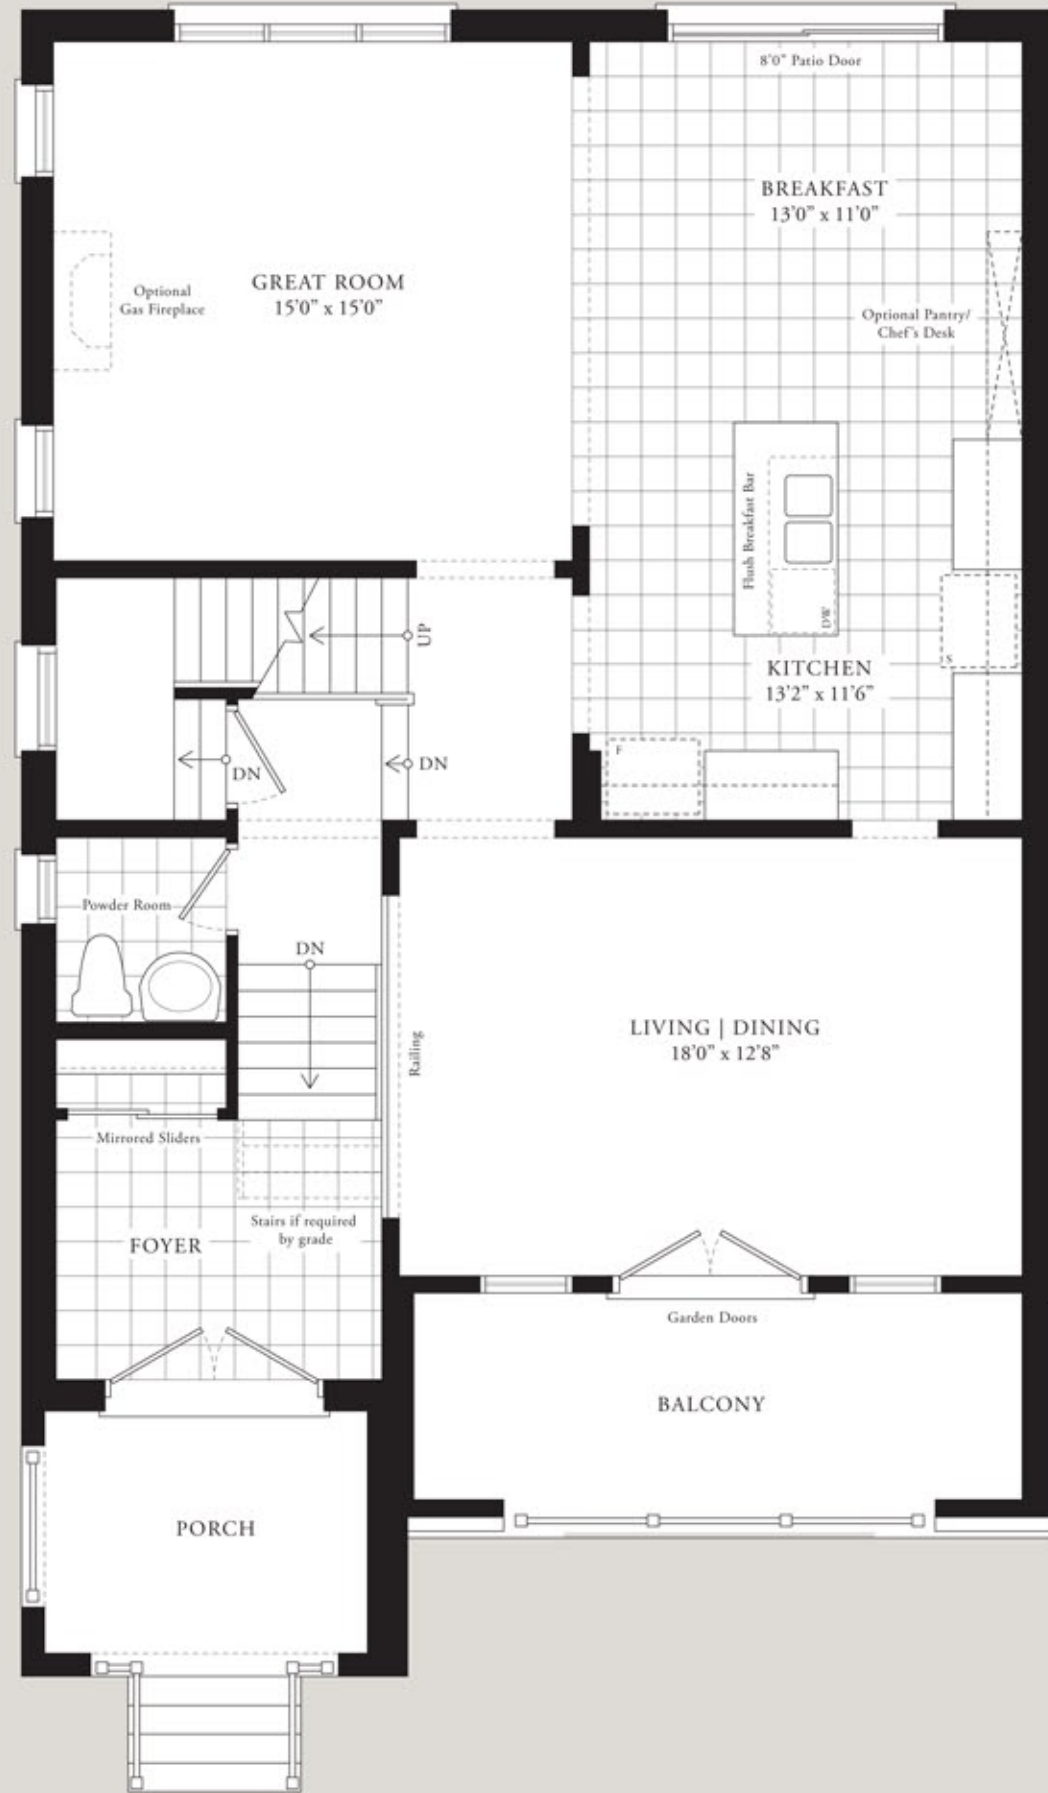 8'0” Patio Door
BREAKFAST
13'0” x 11'0”
GREAT ROOM
15'0” x 15'0”
Optional
Gas Fireplace
Optional Pantry/
Chef's Desk
Flush Breakfast Bar
DW
UP
S
KITCHEN
13'2” x 11'6”
F
DN
DN
Powder Room
DN
LIVING | DINING
18'0” x 12'8”
Railing
Mirrored Sliders
Stairs if required
by grade
FOYER
Garden Doors
BALCONY
PORCH